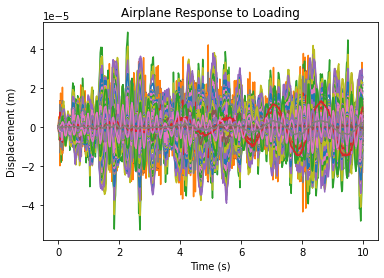 Airplane Response to Loading
1e−5
4
2
0
−2
−4
Displacement (m)
0 2 4 6 8 10
Time (s)